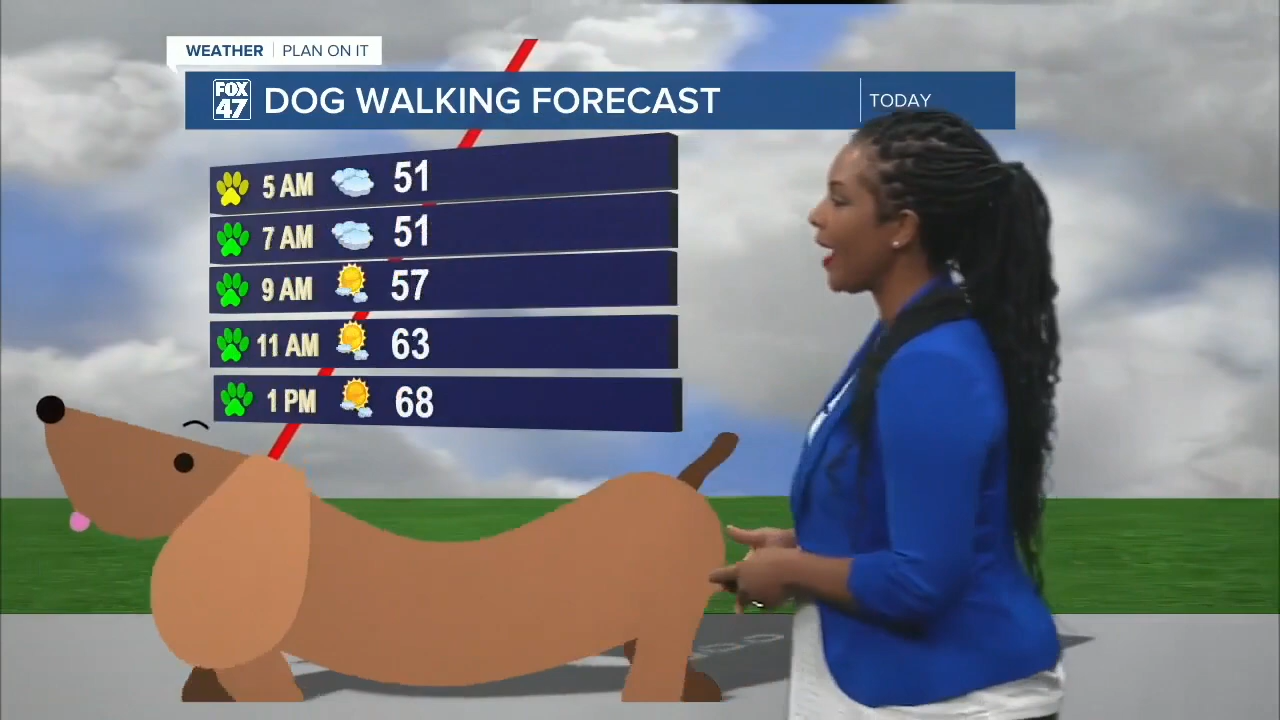 WEATHER | PLAN ON IT
FOX 47
DOG WALKING FORECAST
TODAY
5 AM 51
7 AM 51
9 AM 57
11 AM 63
1 PM 68